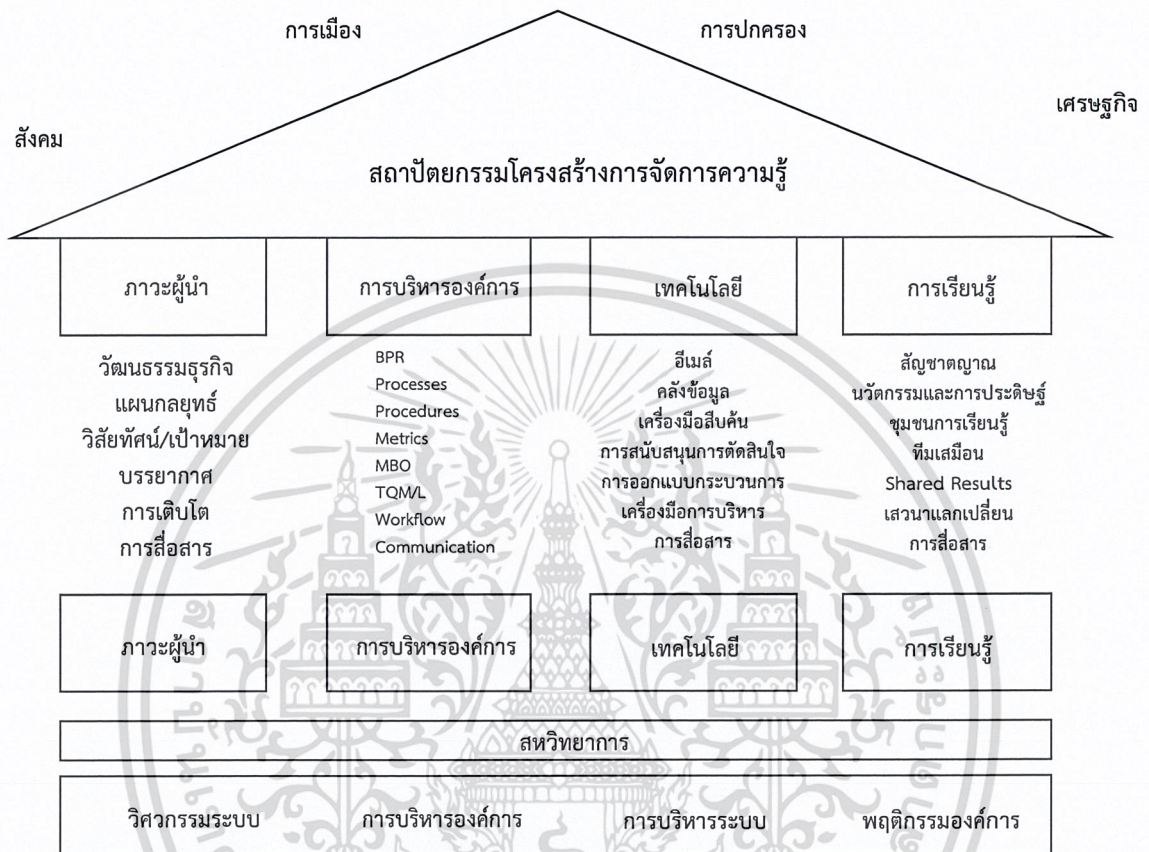 การเมือง
การปกครอง
เศรษฐกิจ
สังคม
สถาปัตยกรรมโครงสร้างการจัดการความรู้
ภาวะผู้นำ
การบริหารองค์การ
เทคโนโลยี
การเรียนรู้
วัฒนธรรมธุรกิจ
แผนกลยุทธ์
วิสัยทัศน์/เป้าหมาย
บรรยากาศ
การเติบโต
การสื่อสาร
BPR
Processes
Procedures
Metrics
MBO
TQM/L
Workflow
Communication
อีเมล์
คลังข้อมูล
เครื่องมือสืบค้น
การสนับสนุนการตัดสินใจ
การออกแบบกระบวนการ
เครื่องมือการบริหาร
การสื่อสาร
สัญชาตญาณ
นวัตกรรมและการประดิษฐ์
ชุมชนการเรียนรู้
ทีมเสมือน
Shared Results
เสวนาแลกเปลี่ยน
การสื่อสาร
ภาวะผู้นำ
การบริหารองค์การ
เทคโนโลยี
การเรียนรู้
สหวิทยาการ
วิศวกรรมระบบ
การบริหารองค์การ
การบริหารระบบ
พฤติกรรมองค์การ